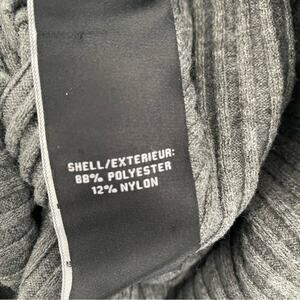 SHELL/EXTERIEUR:
88% POLYESTER
12% NYLON